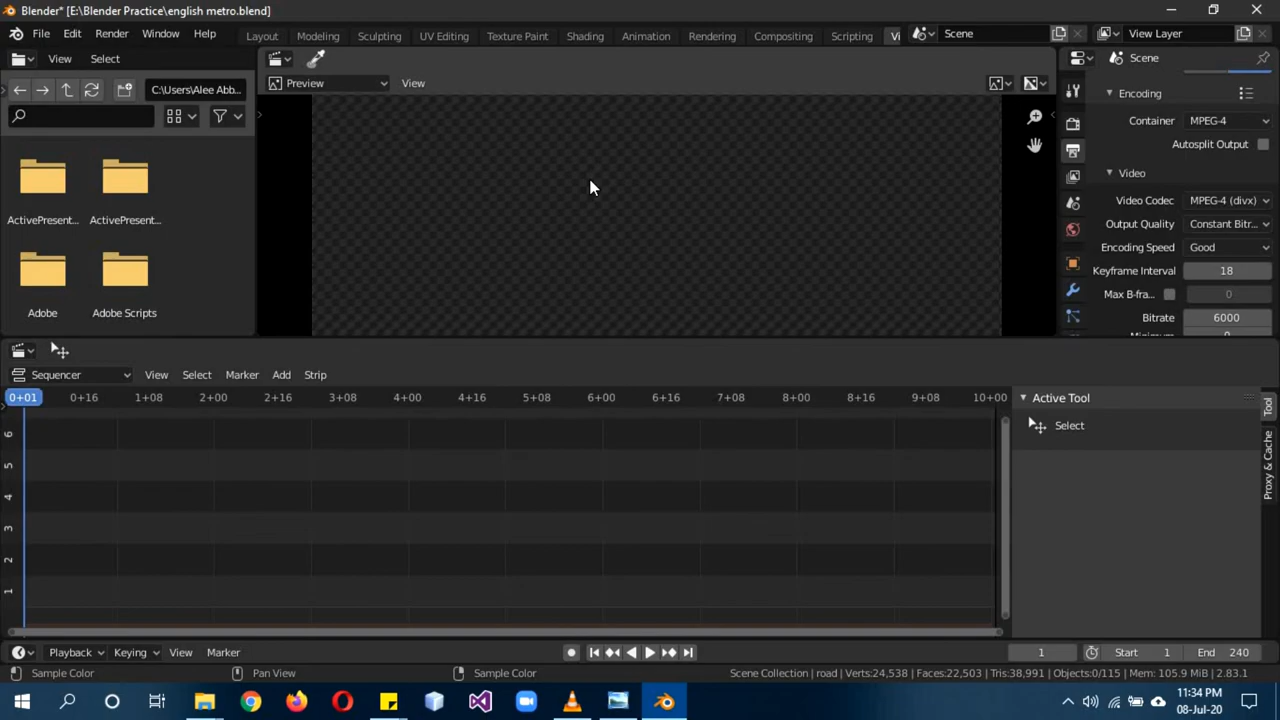 Blender* [E:\Blender Practice\english metro.blend]
File Edit Render Window Help
Layout Modeling Sculpting UV Editing Texture Paint Shading Animation Rendering Compositing Scripting Vi
Scene
View Layer
View Select
C:\Users\Alee Abb...
ActivePresent...
ActivePresent...
Adobe
Adobe Scripts
Preview
View
Scene
Encoding
Container MPEG-4
Autosplit Output
Video
Video Codec MPEG-4 (divx)
Output Quality Constant Bitr...
Encoding Speed Good
Keyframe Interval 18
Max B-fra... 0
Bitrate 6000
Sequencer View Select Marker Add Strip
0+01 0+16 1+08 2+00 2+16 3+08 4+00 4+16 5+08 6+00 6+16 7+08 8+00 8+16 9+08 10+00
6
5
4
3
2
1
Active Tool
Select
Tool
Proxy & Cache
Playback Keying View Marker
1
Start 1
End 240
Sample Color
Pan View
Sample Color
Scene Collection | road | Verts:24,538 | Faces:22,503 | Tris:38,991 | Objects:0/115 | Mem: 105.9 MiB | 2.83.1
11:34 PM
08-Jul-20